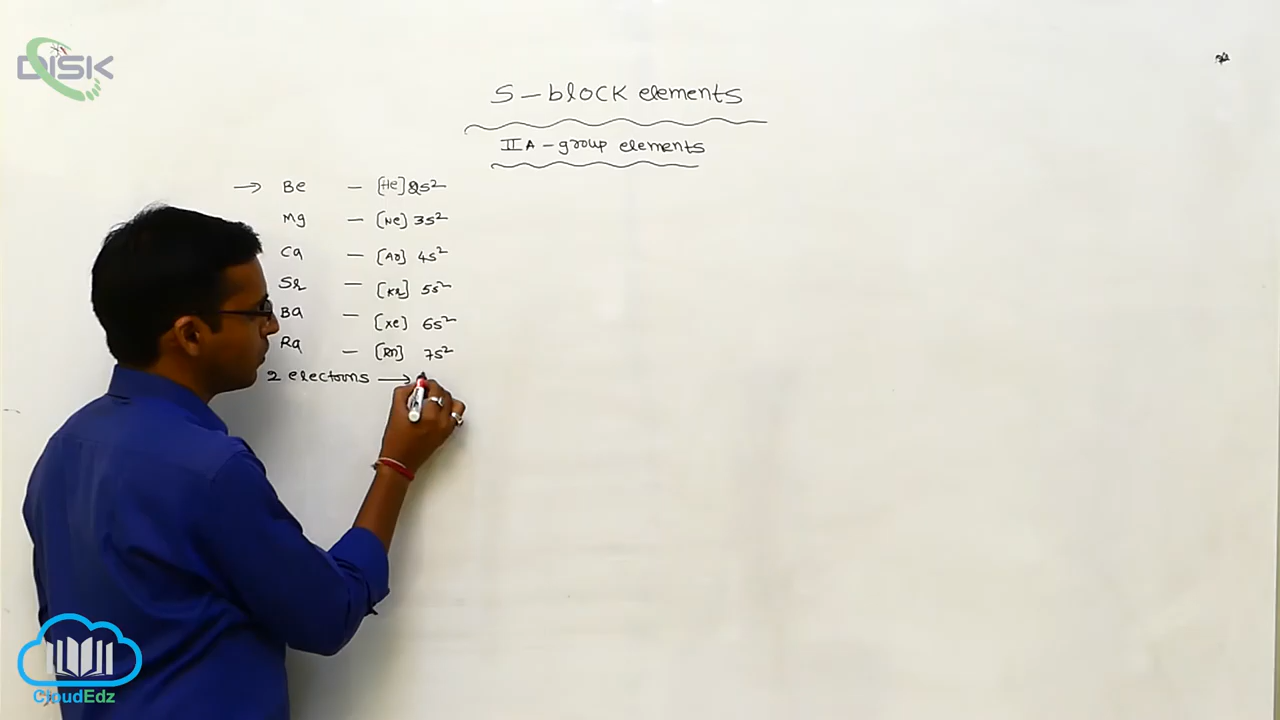 DiSK
S - block elements
II A - group elements
→ Be - [He] 2s²
Mg - [Ne] 3s²
Ca - [Ar] 4s²
Sr - [Kr] 5s²
Ba - [Xe] 6s²
Ra - [Rn] 7s²
2 electrons →
CloudEdz